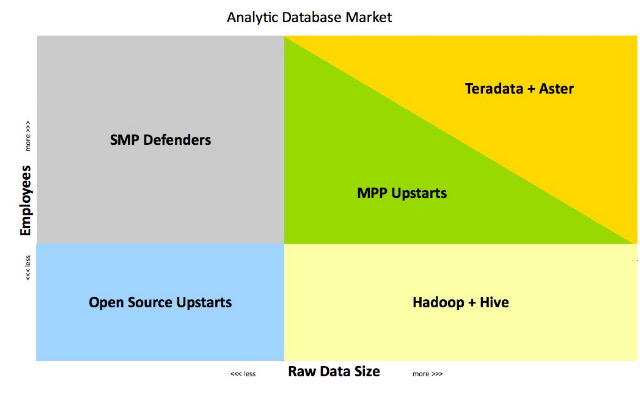 Analytic Database Market
Teradata + Aster
SMP Defenders
MPP Upstarts
Employees
more >>>
<<< less
Open Source Upstarts
Hadoop + Hive
<<< less
Raw Data Size
more >>>